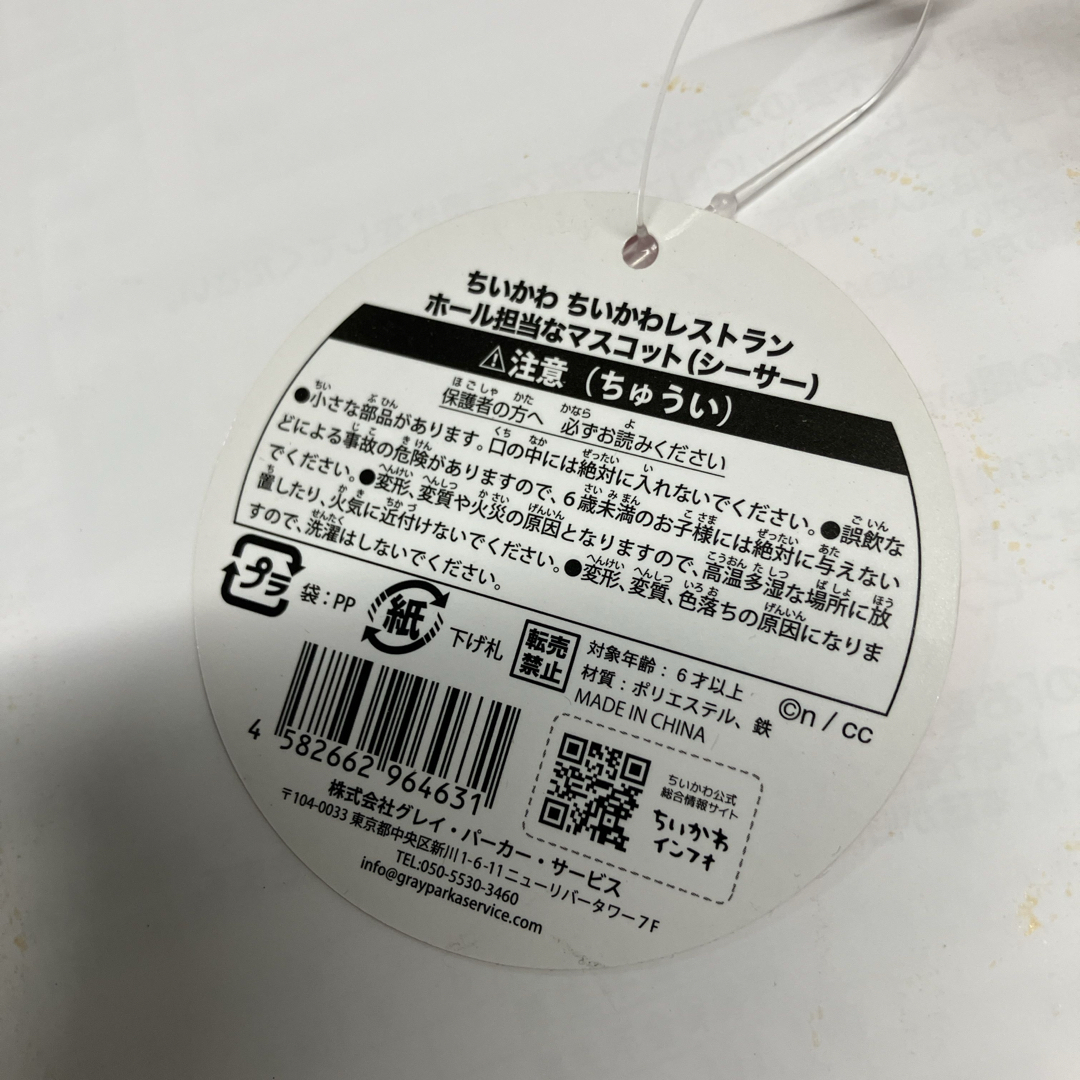 ちいかわ ちいかわレストラン
ホール担当なマスコット(シーサー)
⚠注意(ちゅうい)
保護者の方へ 必ずお読みください
●小さな部品があります。口の中には絶対に入れないでください。●誤飲な
どによる事故の危険がありますので、6歳未満のお子様には絶対に与えない
でください。●変形、変質や火災の原因となりますので、高温多湿な場所に放
置したり、火気に近付けないでください。●変形、変質、色落ちの原因になりま
すので、洗濯はしないでください。
プラ 袋:PP
紙 下げ札
転売
禁止
対象年齢:6才以上
材質:ポリエステル、鉄
MADE IN CHINA
©n / cc
4 582662 964631
ちいかわ公式
総合情報サイト
ちいかわ
インフォ
株式会社グレイ・パーカー・サービス
〒104-0033 東京都中央区新川1-6-11ニューリバータワー7F
TEL:050-5530-3460
info@grayparkaservice.com